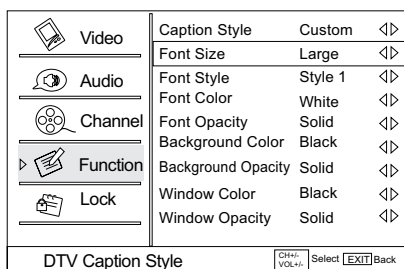 Video
Audio
Channel
Function
Lock
Caption Style Custom
Font Size Large
Font Style Style 1
Font Color White
Font Opacity Solid
Background Color Black
Background Opacity Solid
Window Color Black
Window Opacity Solid
DTV Caption Style
CH+/- VOL+/- Select EXIT Back